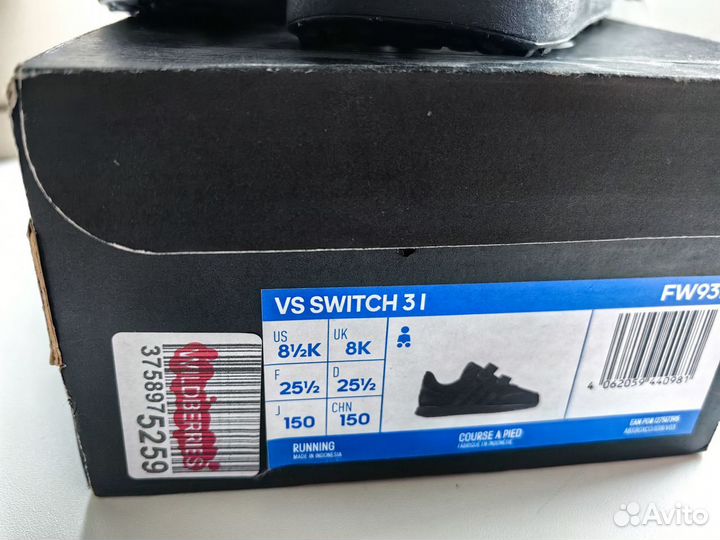 VS SWITCH 3 I
FW93
US
8½K
UK
8K
F
25½
D
25½
J
150
CHN
150
RUNNING
MADE IN INDONESIA
COURSE A PIED
FABRIQUE EN INDONESIE
4 062059 440981
WILDBERRIES
3758975259
Avito